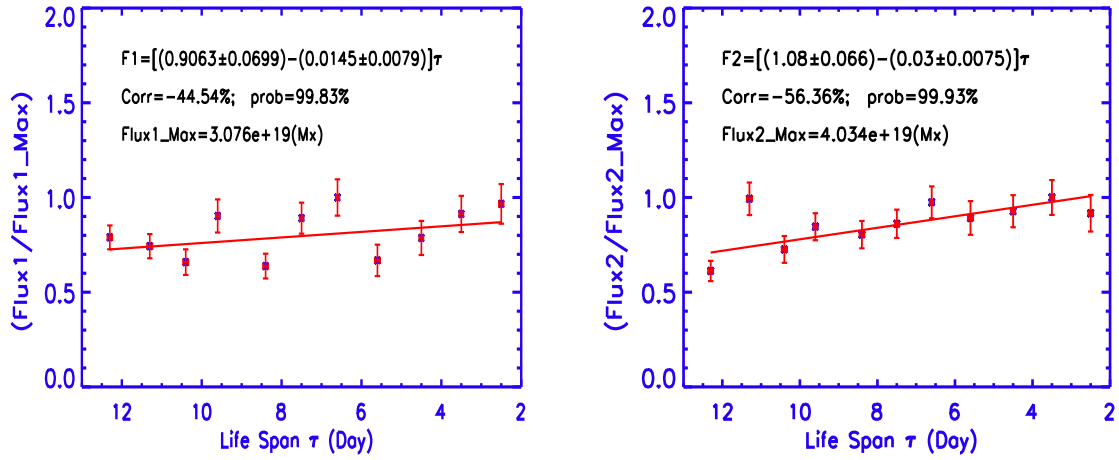 2.0
1.5
1.0
0.5
0.0
(Flux1/Flux1_Max)
F1=[(0.9063±0.0699)−(0.0145±0.0079)]τ
Corr=−44.54%; prob=99.83%
Flux1_Max=3.076e+19(Mx)
12 10 8 6 4 2
Life Span τ (Day)
2.0
1.5
1.0
0.5
0.0
(Flux2/Flux2_Max)
F2=[(1.08±0.066)−(0.03±0.0075)]τ
Corr=−56.36%; prob=99.93%
Flux2_Max=4.034e+19(Mx)
12 10 8 6 4 2
Life Span τ (Day)